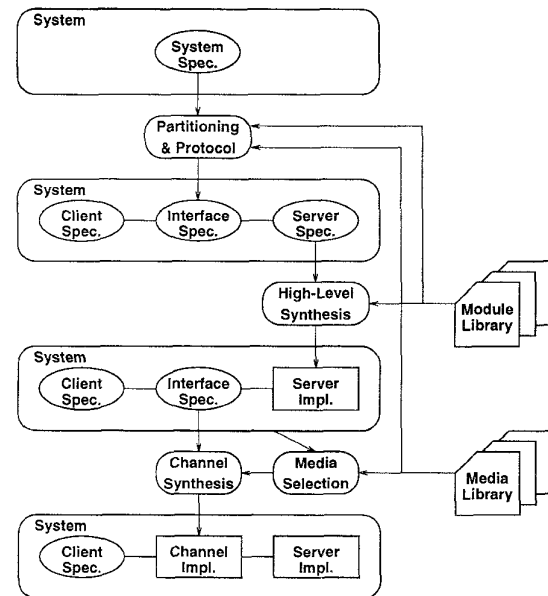 System
System
Spec.
Partitioning
& Protocol
System
Client
Spec.
Interface
Spec.
Server
Spec.
High-Level
Synthesis
Module
Library
System
Client
Spec.
Interface
Spec.
Server
Impl.
Channel
Synthesis
Media
Selection
Media
Library
System
Client
Spec.
Channel
Impl.
Server
Impl.